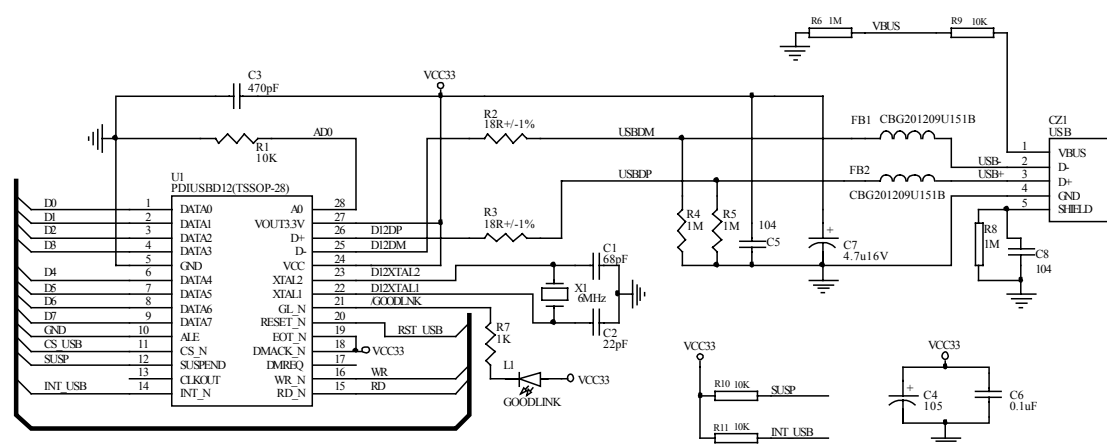 R6 1M
VBUS
R9 10K
C3
470pF
VCC33
R2
18R+/-1%
USBDM
FB1
CBG201209U151B
CZ1
USB
R1
10K
AD0
U1
PDIUSBD12(TSSOP-28)
R3
18R+/-1%
USBDP
FB2
CBG201209U151B
USB-
USB+
1 VBUS
2 D-
3 D+
4 GND
5 SHIELD
D0 1 DATA0 A0 28
D1 2 DATA1 VOUT3.3V 27
D2 3 DATA2 D+ 26 D12DP
D3 4 DATA3 D- 25 D12DM
5 GND VCC 24
D4 6 DATA4 XTAL2 23 D12XTAL2
D5 7 DATA5 XTAL1 22 D12XTAL1
D6 8 DATA6 GL_N 21 /GOODLNK
D7 9 DATA7 RESET_N 20 RST_USB
GND 10 ALE EOT_N 19
CS_USB 11 CS_N DMACK_N 18 VCC33
SUSP 12 SUSPEND DMREQ 17
13 CLKOUT WR_N 16 WR
INT_USB 14 INT_N RD_N 15 RD
C1
68pF
X1
6MHz
C2
22pF
R7
1K
L1
GOODLINK
VCC33
R4
1M
R5
1M
104
C5
+
C7
4.7u16V
R8
1M
C8
104
VCC33
R10 10K
SUSP
R11 10K
INT_USB
VCC33
+
C4
105
C6
0.1uF